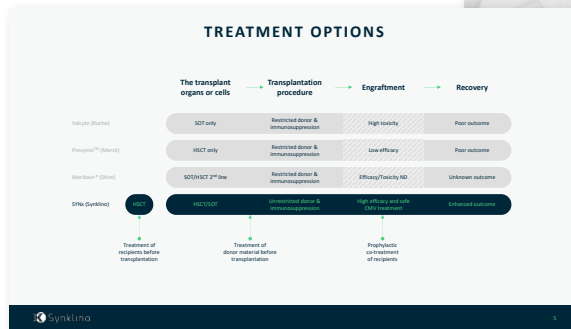 TREATMENT OPTIONS
The transplant
organs or cells
Transplantation
procedure
Engraftment
Recovery
Valcyte (Roche)
SOT only
Restricted donor &
immunosuppression
High toxicity
Poor outcome
Prevymis™ (Merck)
HSCT only
Restricted donor &
immunosuppression
Low efficacy
Poor outcome
Maribavir* (Shire)
SOT/HSCT 2nd line
Restricted donor &
immunosuppression
Efficacy/Toxicity ND
Unknown outcome
SYNx (Synklino)
HSCT
HSCT/SOT
Unrestricted donor &
immunosuppression
High efficacy and safe
CMV treatment
Enhanced outcome
Treatment of
recipients before
transplantation
Treatment of
donor material before
transplantation
Prophylactic
co-treatment
of recipients
Synklino
5